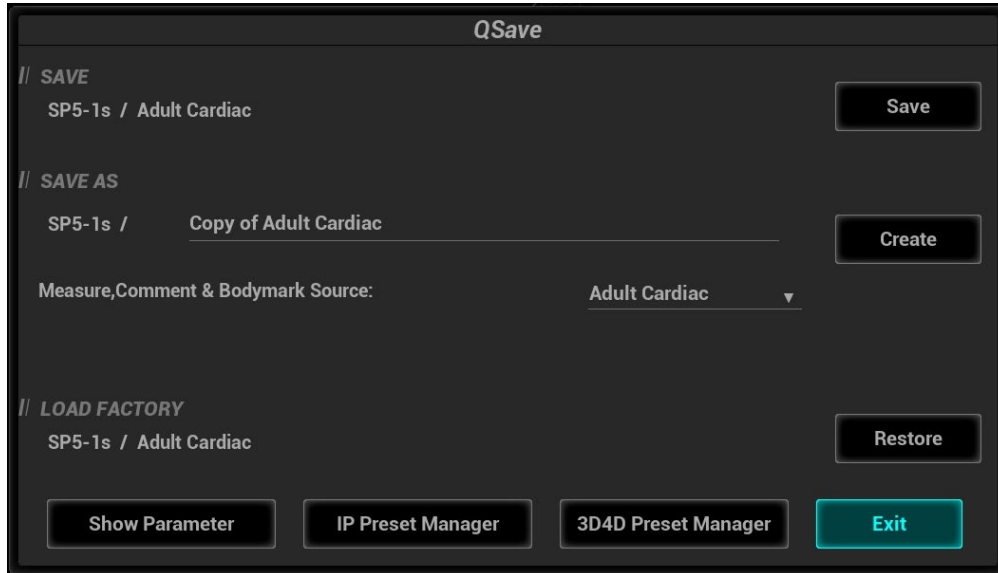 QSave
// SAVE
SP5-1s / Adult Cardiac
Save
// SAVE AS
SP5-1s / Copy of Adult Cardiac
Create
Measure,Comment & Bodymark Source: Adult Cardiac ▼
// LOAD FACTORY
SP5-1s / Adult Cardiac
Restore
Show Parameter IP Preset Manager 3D4D Preset Manager Exit